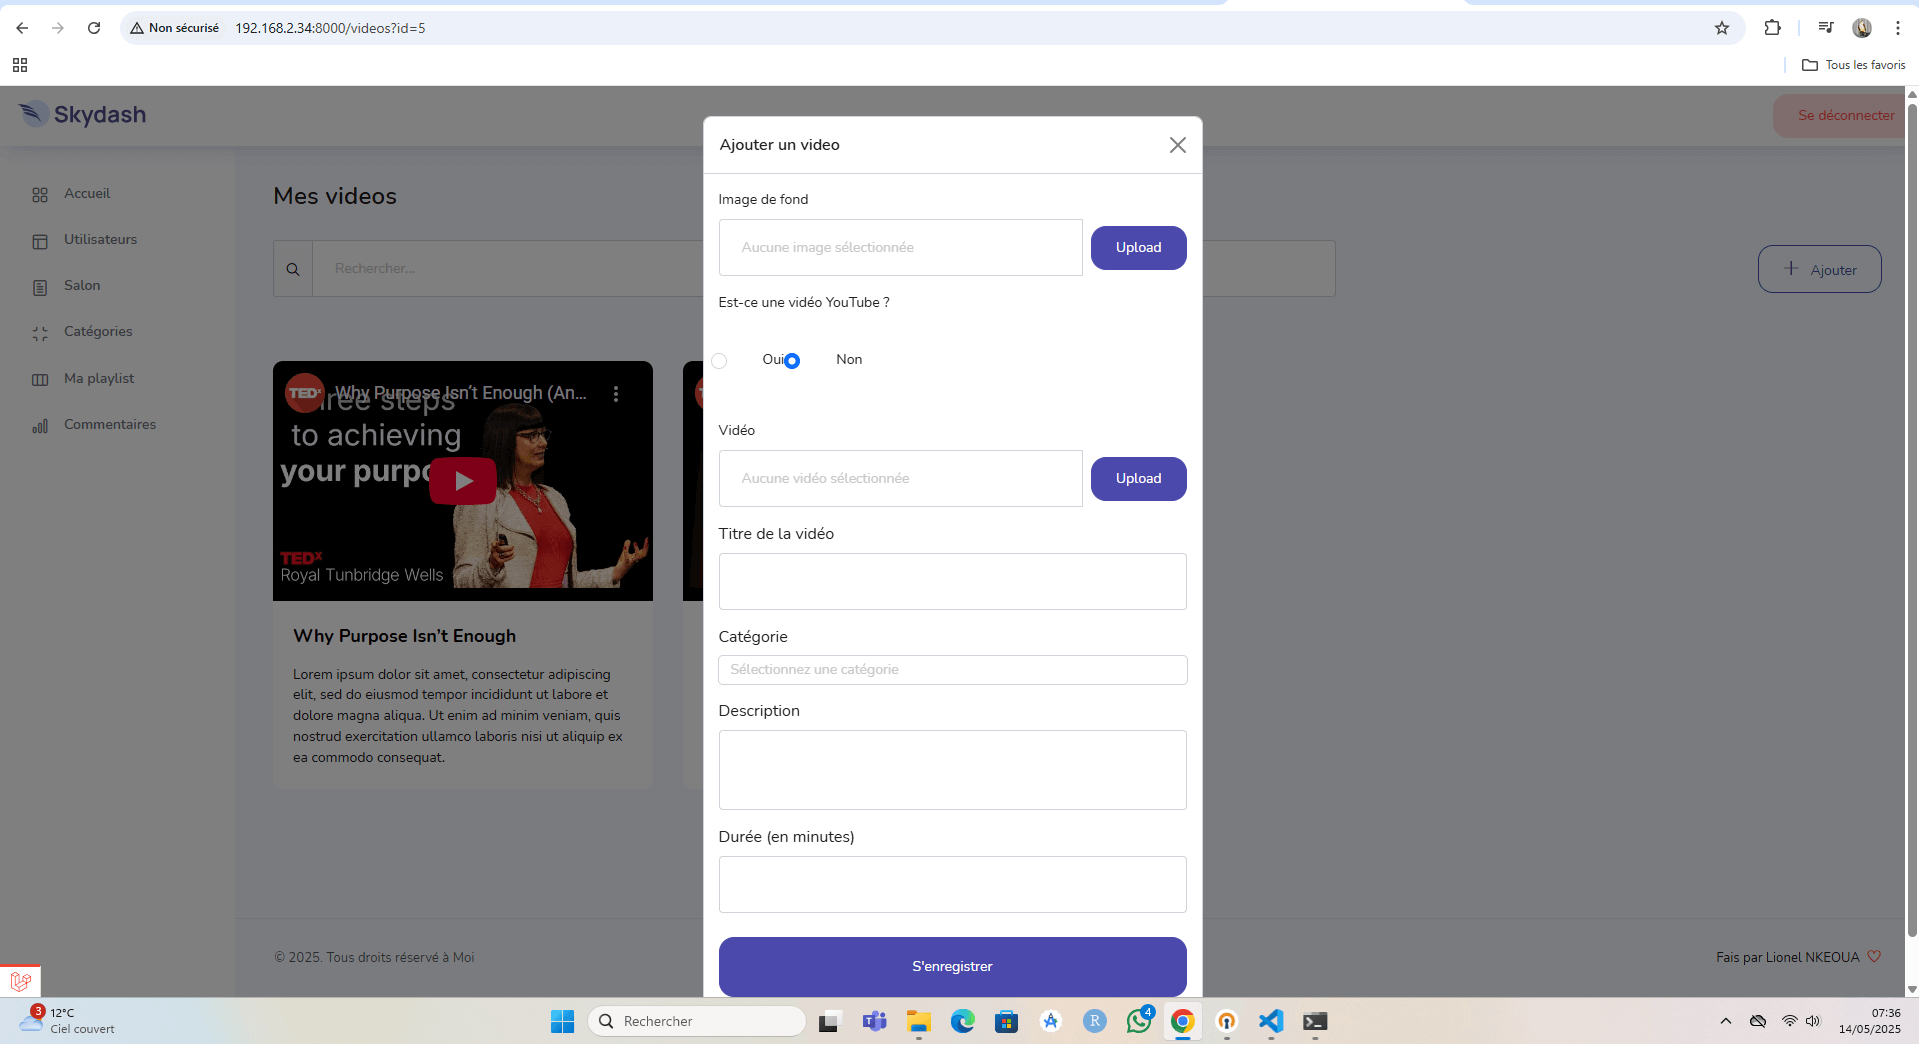 Non sécurisé
192.168.2.34:8000/videos?id=5
Tous les favoris
Skydash
Se déconnecter
Ajouter un video
Accueil
Utilisateurs
Salon
Catégories
Ma playlist
Commentaires
Mes videos
Rechercher...
Ajouter
Image de fond
Aucune image sélectionnée
Upload
Est-ce une vidéo YouTube ?
Oui
Non
Vidéo
Aucune vidéo sélectionnée
Upload
Titre de la vidéo
Catégorie
Sélectionnez une catégorie
Description
Durée (en minutes)
S'enregistrer
TEDx
Why Purpose Isn't Enough (An...
steps
to achieving
your purpo
TEDx
Royal Tunbridge Wells
Why Purpose Isn't Enough
Lorem ipsum dolor sit amet, consectetur adipiscing
elit, sed do eiusmod tempor incididunt ut labore et
dolore magna aliqua. Ut enim ad minim veniam, quis
nostrud exercitation ullamco laboris nisi ut aliquip ex
ea commodo consequat.
© 2025. Tous droits réservé à Moi
Fais par Lionel NKEOUA
3
12°C
Ciel couvert
Rechercher
4
07:36
14/05/2025